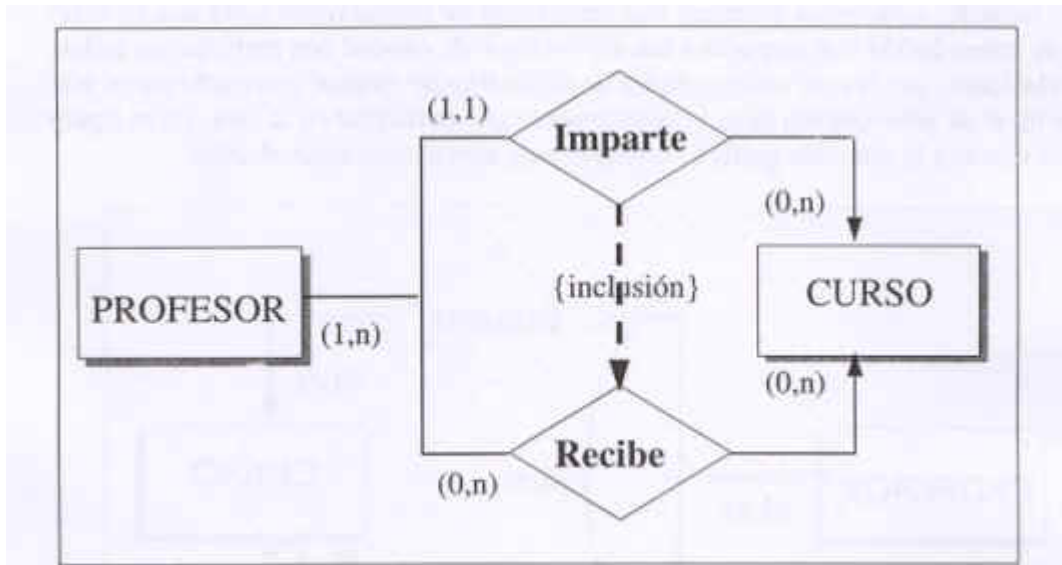 (1,1)
Imparte
(0,n)
{inclusión}
PROFESOR
CURSO
(1,n)
(0,n)
Recibe
(0,n)